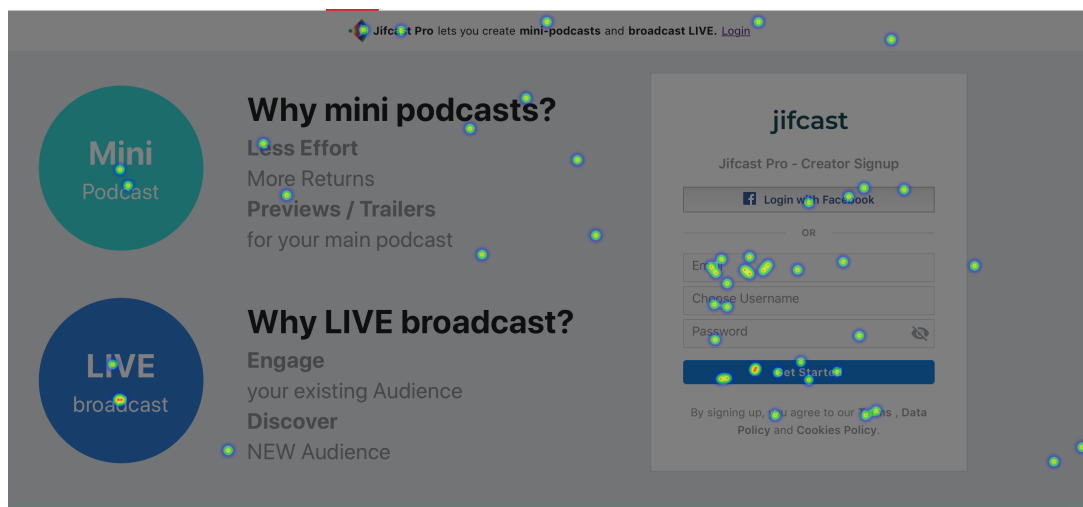 Jifcast Pro lets you create mini-podcasts and broadcast LIVE. Login
Mini
Podcast
Why mini podcasts?
Less Effort
More Returns
Previews / Trailers
for your main podcast
LIVE
broadcast
Why LIVE broadcast?
Engage
your existing Audience
Discover
NEW Audience
jifcast
Jifcast Pro - Creator Signup
Login with Facebook
OR
Email
Choose Username
Password
Get Started
By signing up, you agree to our Terms , Data
Policy and Cookies Policy.